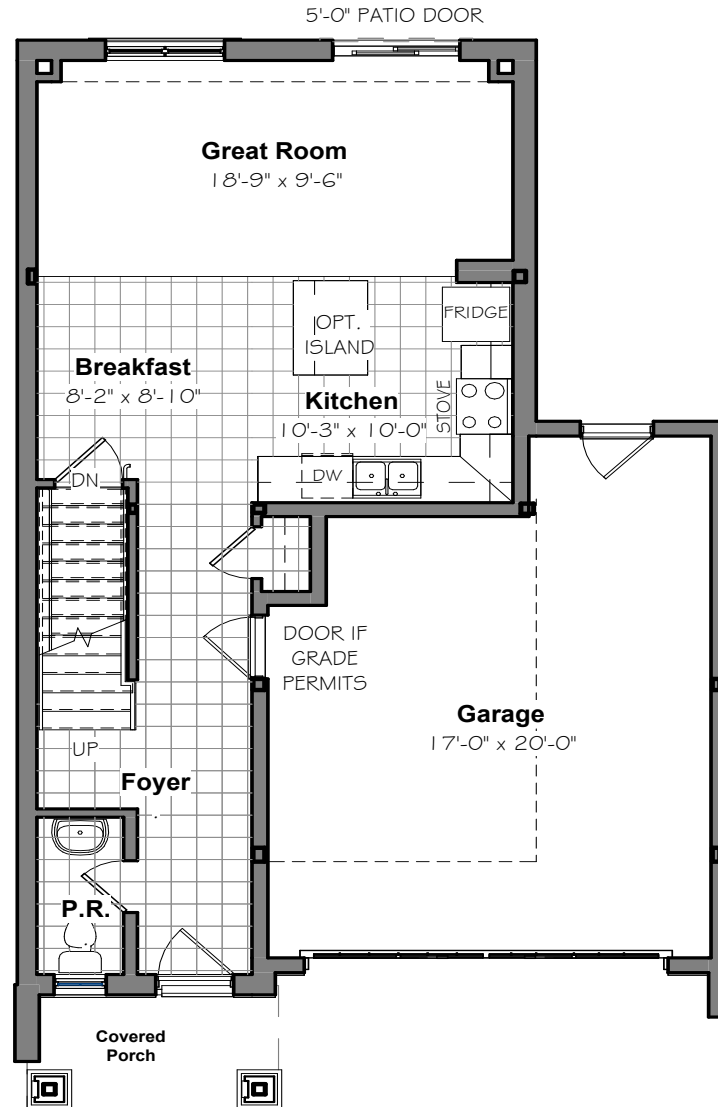 5'-0" PATIO DOOR
Great Room
18'-9" x 9'-6"
OPT.
ISLAND
FRIDGE
Breakfast
8'-2" x 8'-10"
Kitchen
10'-3" x 10'-0"
STOVE
DW
DN
DOOR IF
GRADE
PERMITS
Garage
17'-0" x 20'-0"
UP
Foyer
P.R.
Covered
Porch